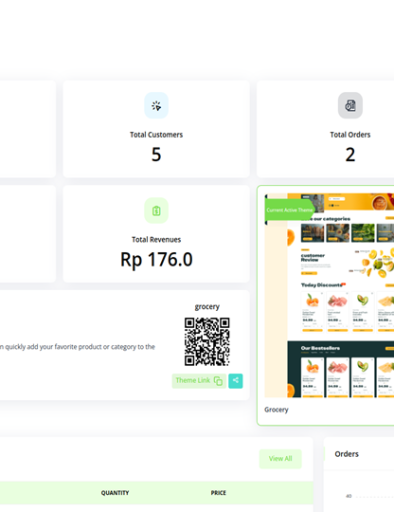 Total Customers
5
Total Orders
2
Total Revenues
Rp 176.0
Current Active Theme
our categories
customer
Review
Today Discounts
Our Bestsellers
Grocery
grocery
n quickly add your favorite product or category to the
Theme Link
View All
QUANTITY
PRICE
Orders
40